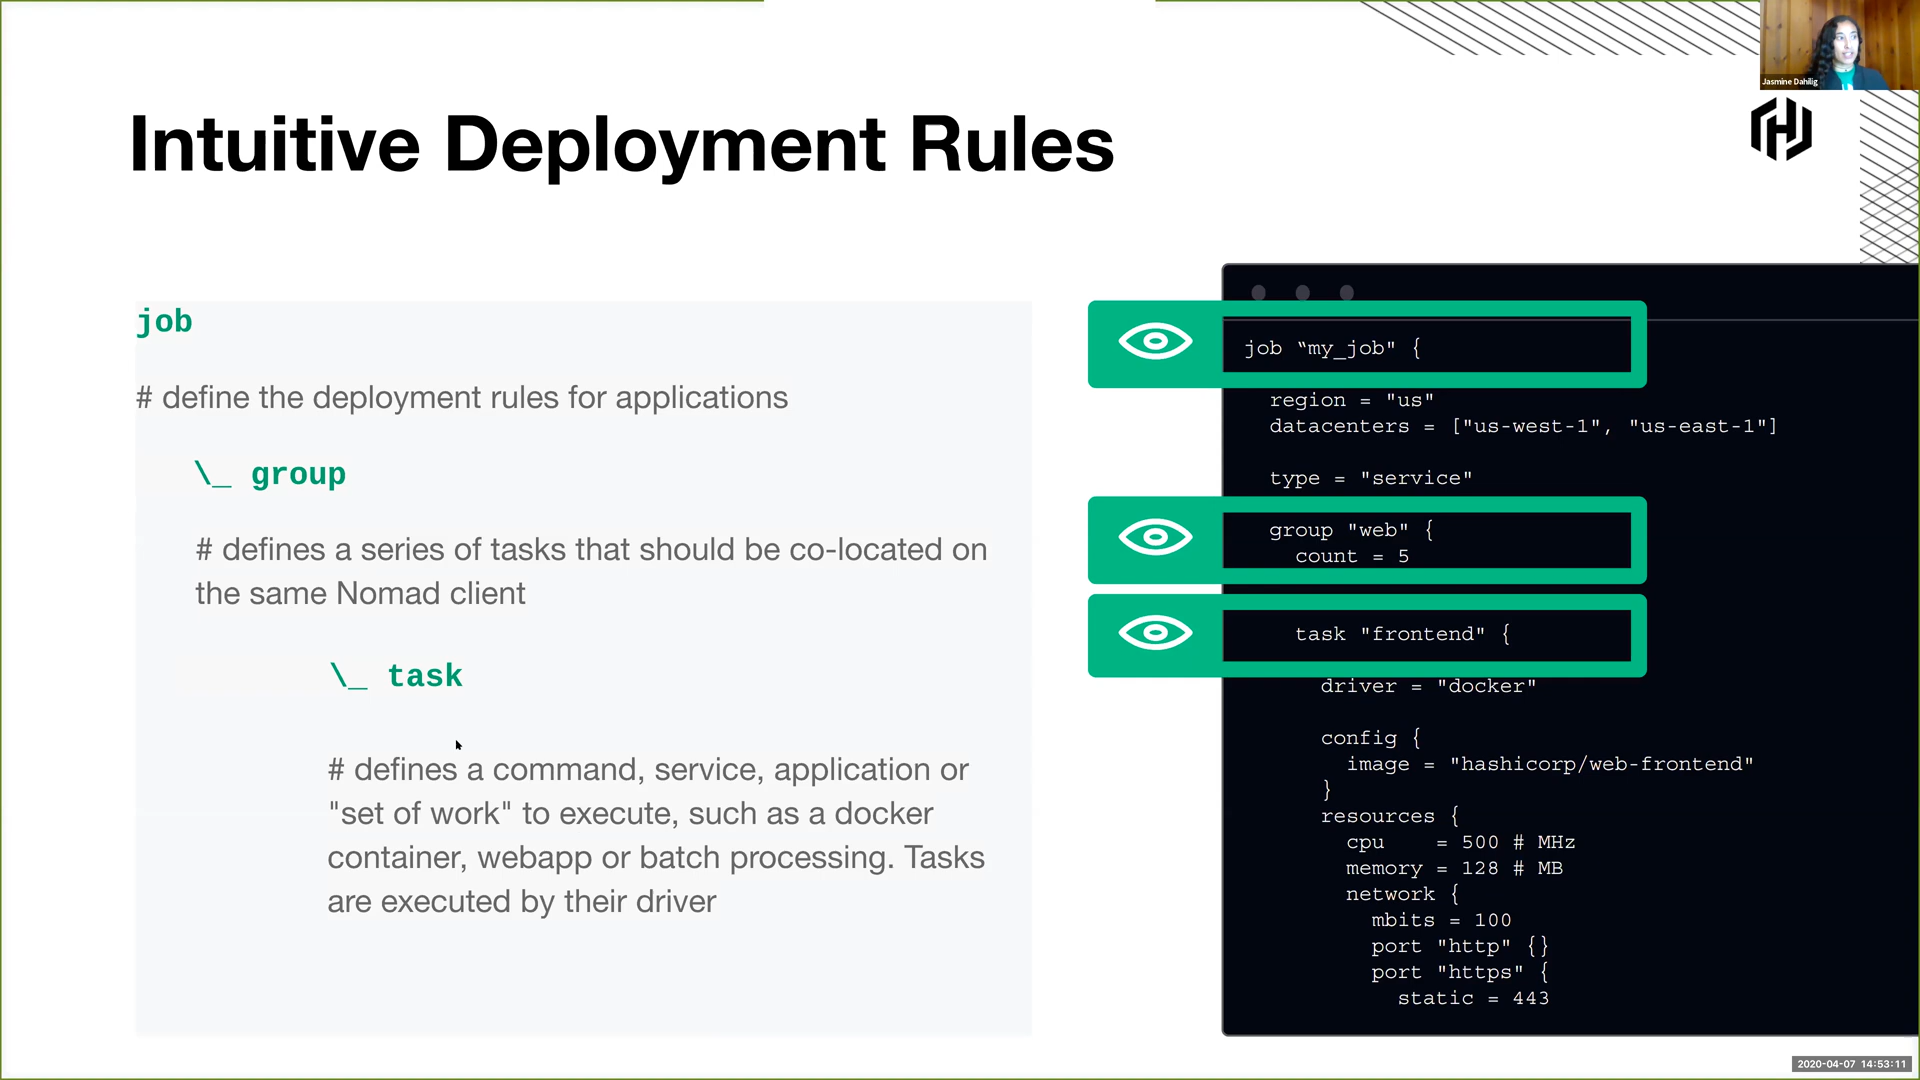 Jasmine Dahilig
Intuitive Deployment Rules
job
# define the deployment rules for applications
\_ group
# defines a series of tasks that should be co-located on
the same Nomad client
\_ task
# defines a command, service, application or
"set of work" to execute, such as a docker
container, webapp or batch processing. Tasks
are executed by their driver
job “my_job" {
region = "us"
datacenters = ["us-west-1", "us-east-1"]
type = "service"
group "web" {
count = 5
task "frontend" {
driver = "docker"
config {
image = "hashicorp/web-frontend"
}
resources {
cpu    = 500 # MHz
memory = 128 # MB
network {
mbits = 100
port "http" {}
port "https" {
static = 443
2020-04-07 14:53:11